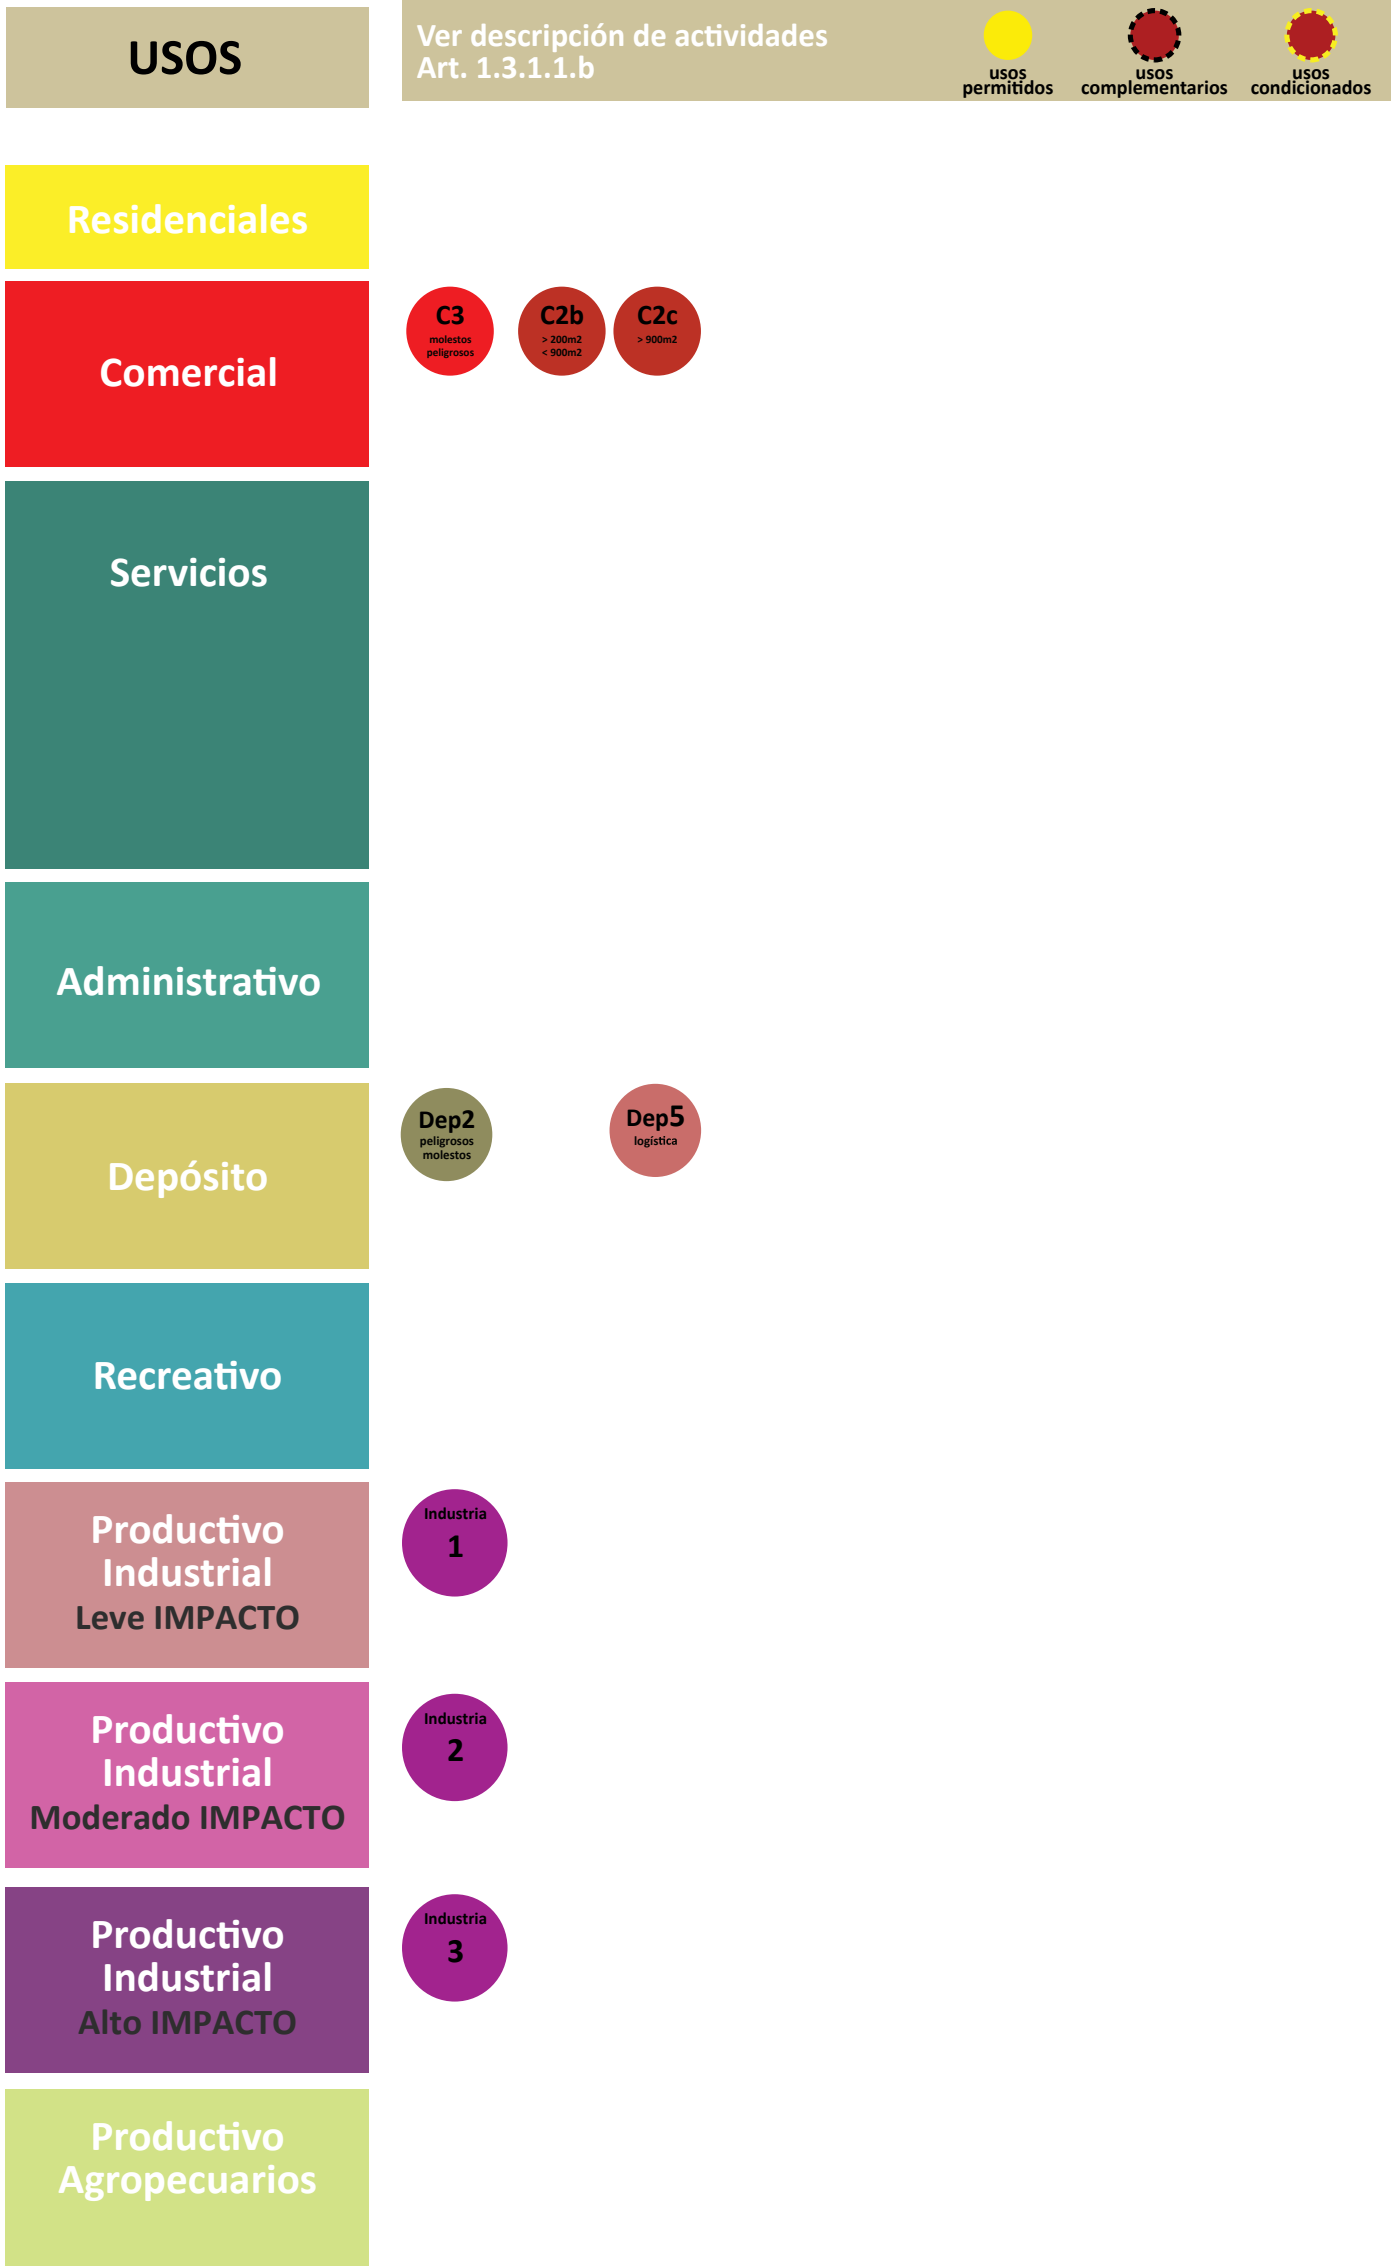 USOS
Ver descripción de actividades
Art. 1.3.1.1.b
usos
permitidos
usos
complementarios
usos
condicionados
Residenciales
Comercial
C3
molestos
peligrosos
C2b
> 200m2
< 900m2
C2c
> 900m2
Servicios
Administrativo
Depósito
Dep2
peligrosos
molestos
Dep5
logística
Recreativo
Productivo
Industrial
Leve IMPACTO
Industria
1
Productivo
Industrial
Moderado IMPACTO
Industria
2
Productivo
Industrial
Alto IMPACTO
Industria
3
Productivo
Agropecuarios